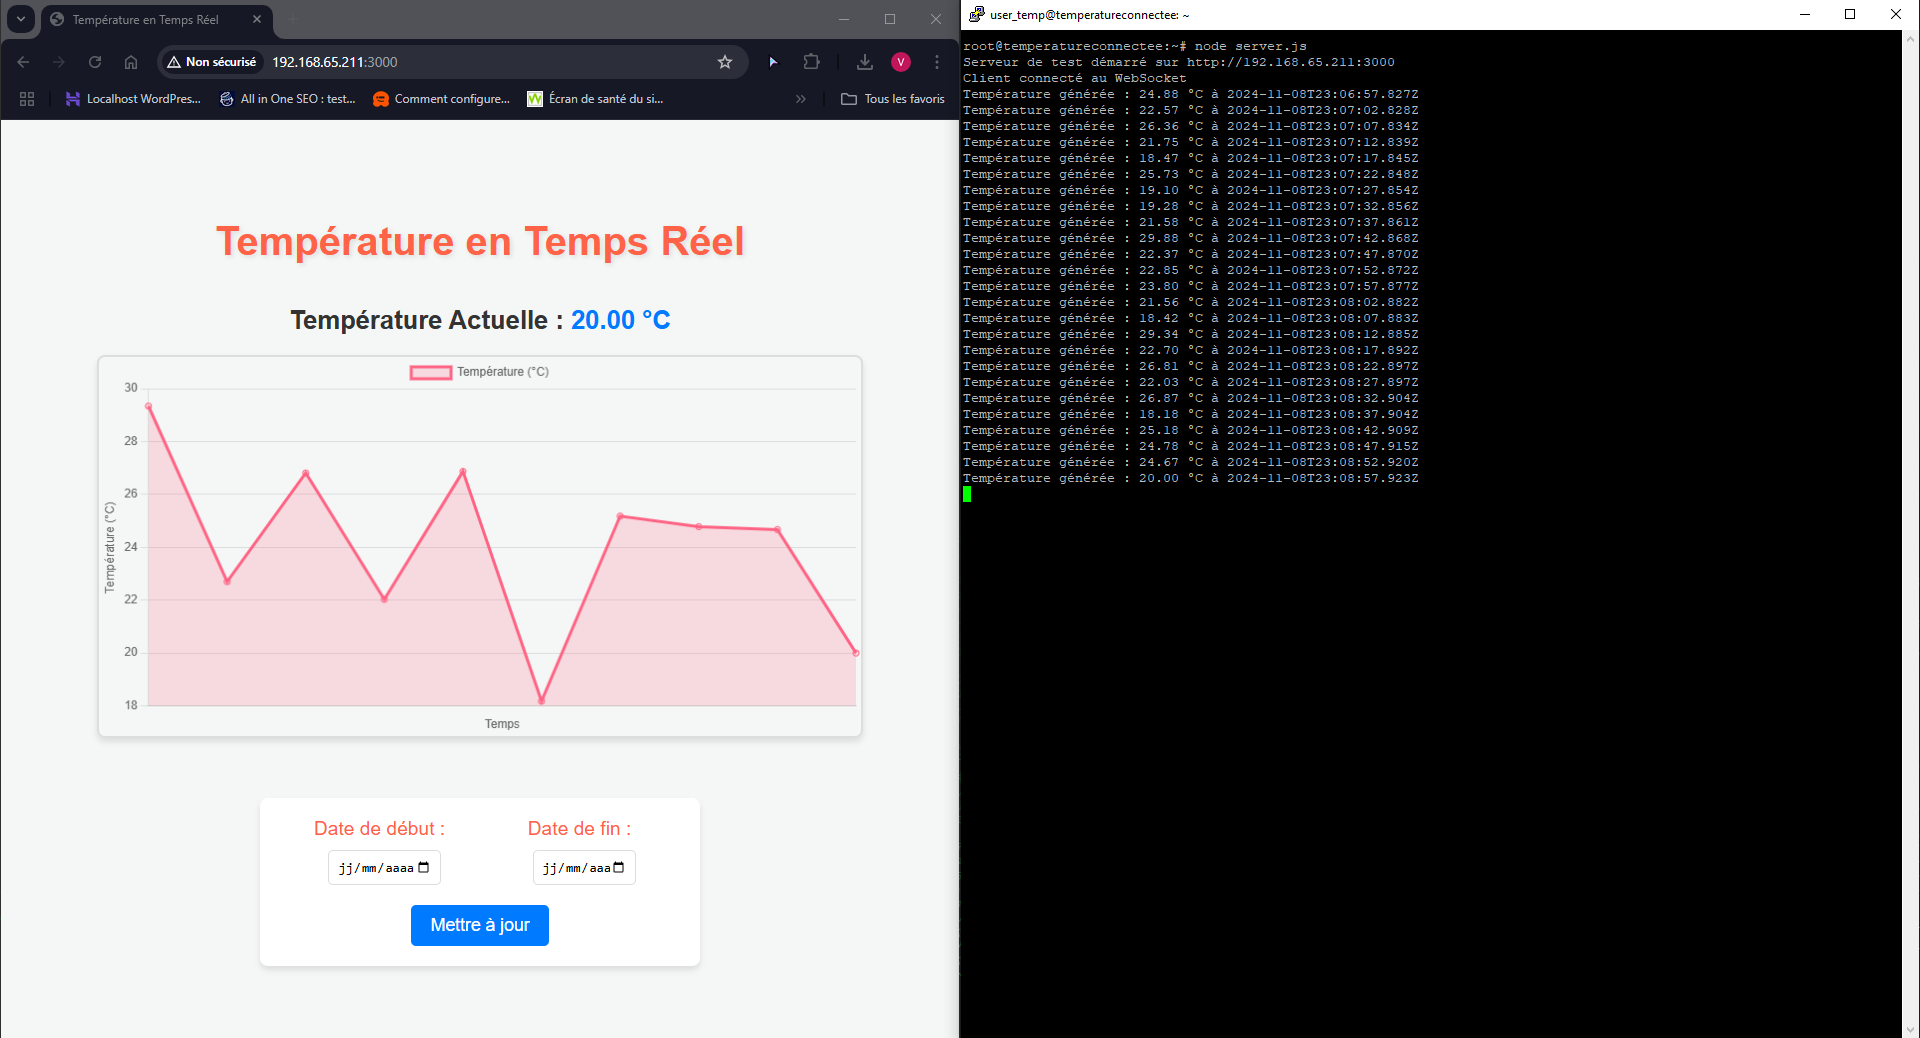 Température en Temps Réel
Non sécurisé 192.168.65.211:3000
V
Localhost WordPres... All in One SEO : test... Comment configure... Écran de santé du si... Tous les favoris
Température en Temps Réel
Température Actuelle : 20.00 °C
Température (°C)
30
28
26
24
22
20
18
Température (°C)
Temps
Date de début : Date de fin :
jj/mm/aaaa jj/mm/aaa
Mettre à jour
user_temp@temperatureconnectee: ~
root@temperatureconnectee:~# node server.js
Serveur de test démarré sur http://192.168.65.211:3000
Client connecté au WebSocket
Température générée : 24.88 °C à 2024-11-08T23:06:57.827Z
Température générée : 22.57 °C à 2024-11-08T23:07:02.828Z
Température générée : 26.36 °C à 2024-11-08T23:07:07.834Z
Température générée : 21.75 °C à 2024-11-08T23:07:12.839Z
Température générée : 18.47 °C à 2024-11-08T23:07:17.845Z
Température générée : 25.73 °C à 2024-11-08T23:07:22.848Z
Température générée : 19.10 °C à 2024-11-08T23:07:27.854Z
Température générée : 19.28 °C à 2024-11-08T23:07:32.856Z
Température générée : 21.58 °C à 2024-11-08T23:07:37.861Z
Température générée : 29.88 °C à 2024-11-08T23:07:42.868Z
Température générée : 22.37 °C à 2024-11-08T23:07:47.870Z
Température générée : 22.85 °C à 2024-11-08T23:07:52.872Z
Température générée : 23.80 °C à 2024-11-08T23:07:57.877Z
Température générée : 21.56 °C à 2024-11-08T23:08:02.882Z
Température générée : 18.42 °C à 2024-11-08T23:08:07.883Z
Température générée : 29.34 °C à 2024-11-08T23:08:12.885Z
Température générée : 22.70 °C à 2024-11-08T23:08:17.892Z
Température générée : 26.81 °C à 2024-11-08T23:08:22.897Z
Température générée : 22.03 °C à 2024-11-08T23:08:27.897Z
Température générée : 26.87 °C à 2024-11-08T23:08:32.904Z
Température générée : 18.18 °C à 2024-11-08T23:08:37.904Z
Température générée : 25.18 °C à 2024-11-08T23:08:42.909Z
Température générée : 24.78 °C à 2024-11-08T23:08:47.915Z
Température générée : 24.67 °C à 2024-11-08T23:08:52.920Z
Température générée : 20.00 °C à 2024-11-08T23:08:57.923Z